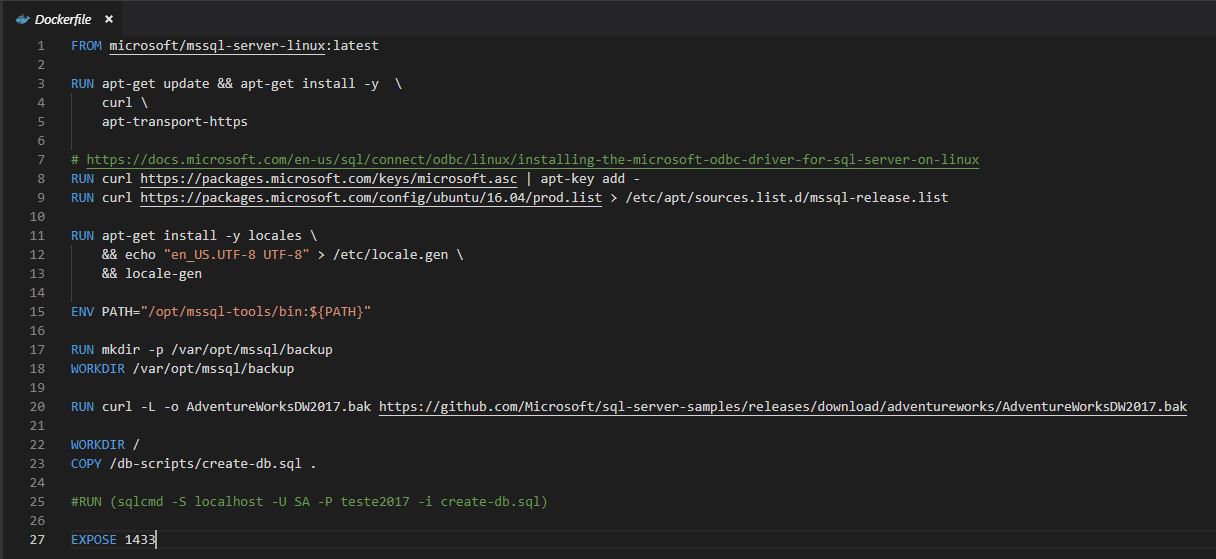 Dockerfile ×
1 FROM microsoft/mssql-server-linux:latest
2
3 RUN apt-get update && apt-get install -y  \
4     curl \
5     apt-transport-https
6
7 # https://docs.microsoft.com/en-us/sql/connect/odbc/linux/installing-the-microsoft-odbc-driver-for-sql-server-on-linux
8 RUN curl https://packages.microsoft.com/keys/microsoft.asc | apt-key add -
9 RUN curl https://packages.microsoft.com/config/ubuntu/16.04/prod.list > /etc/apt/sources.list.d/mssql-release.list
10
11 RUN apt-get install -y locales \
12     && echo "en_US.UTF-8 UTF-8" > /etc/locale.gen \
13     && locale-gen
14
15 ENV PATH="/opt/mssql-tools/bin:${PATH}"
16
17 RUN mkdir -p /var/opt/mssql/backup
18 WORKDIR /var/opt/mssql/backup
19
20 RUN curl -L -o AdventureWorksDW2017.bak https://github.com/Microsoft/sql-server-samples/releases/download/adventureworks/AdventureWorksDW2017.bak
21
22 WORKDIR /
23 COPY /db-scripts/create-db.sql .
24
25 #RUN (sqlcmd -S localhost -U SA -P teste2017 -i create-db.sql)
26
27 EXPOSE 1433